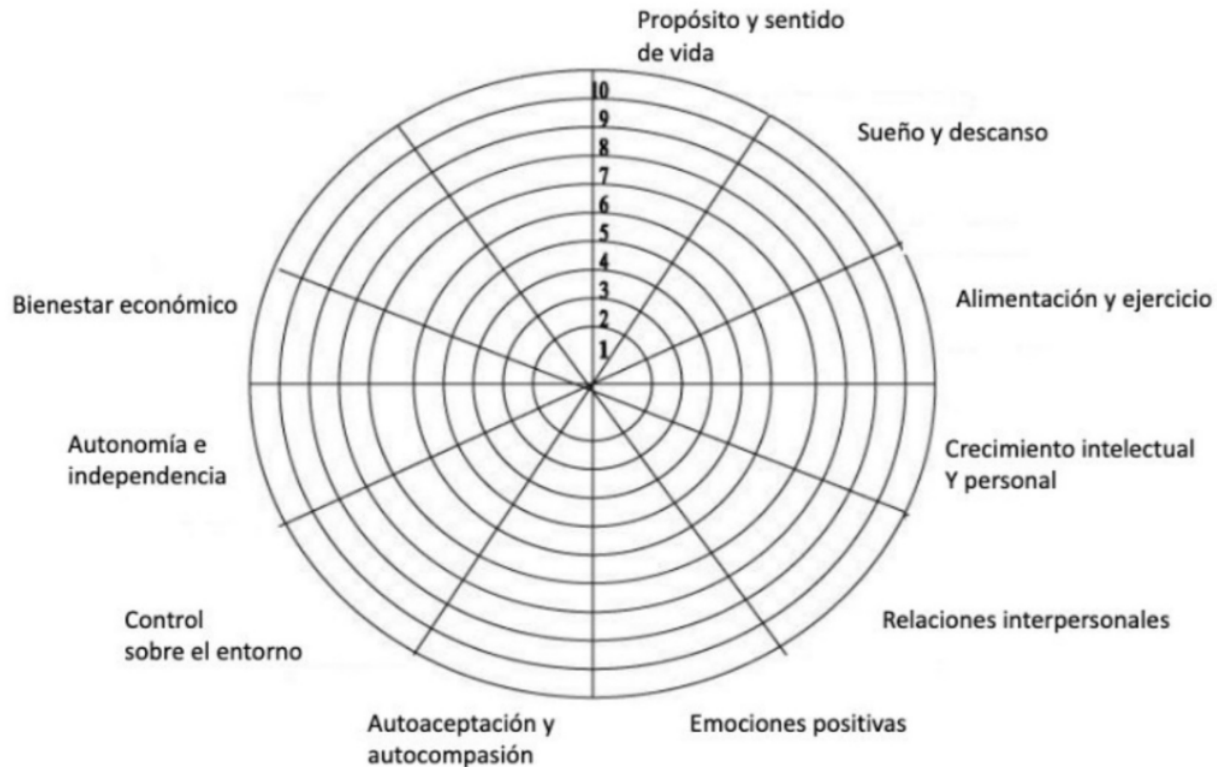 Propósito y sentido
de vida
10
9
8
7
6
5
4
3
2
1
Sueño y descanso
Alimentación y ejercicio
Crecimiento intelectual
Y personal
Relaciones interpersonales
Emociones positivas
Autoaceptación y
autocompasión
Control
sobre el entorno
Autonomía e
independencia
Bienestar económico